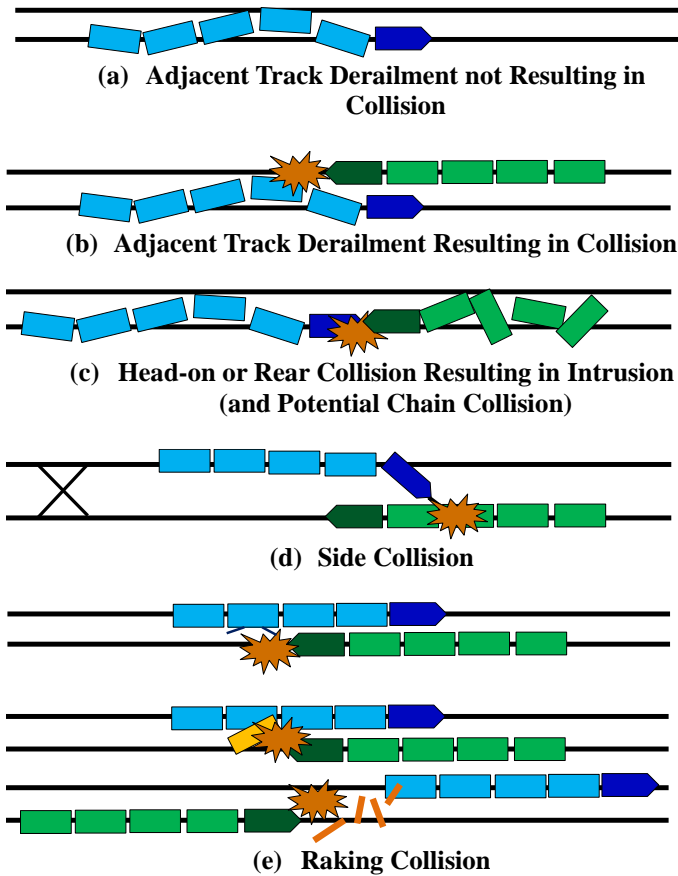 (a) Adjacent Track Derailment not Resulting in
Collision
(b) Adjacent Track Derailment Resulting in Collision
(c) Head-on or Rear Collision Resulting in Intrusion
(and Potential Chain Collision)
(d) Side Collision
(e) Raking Collision